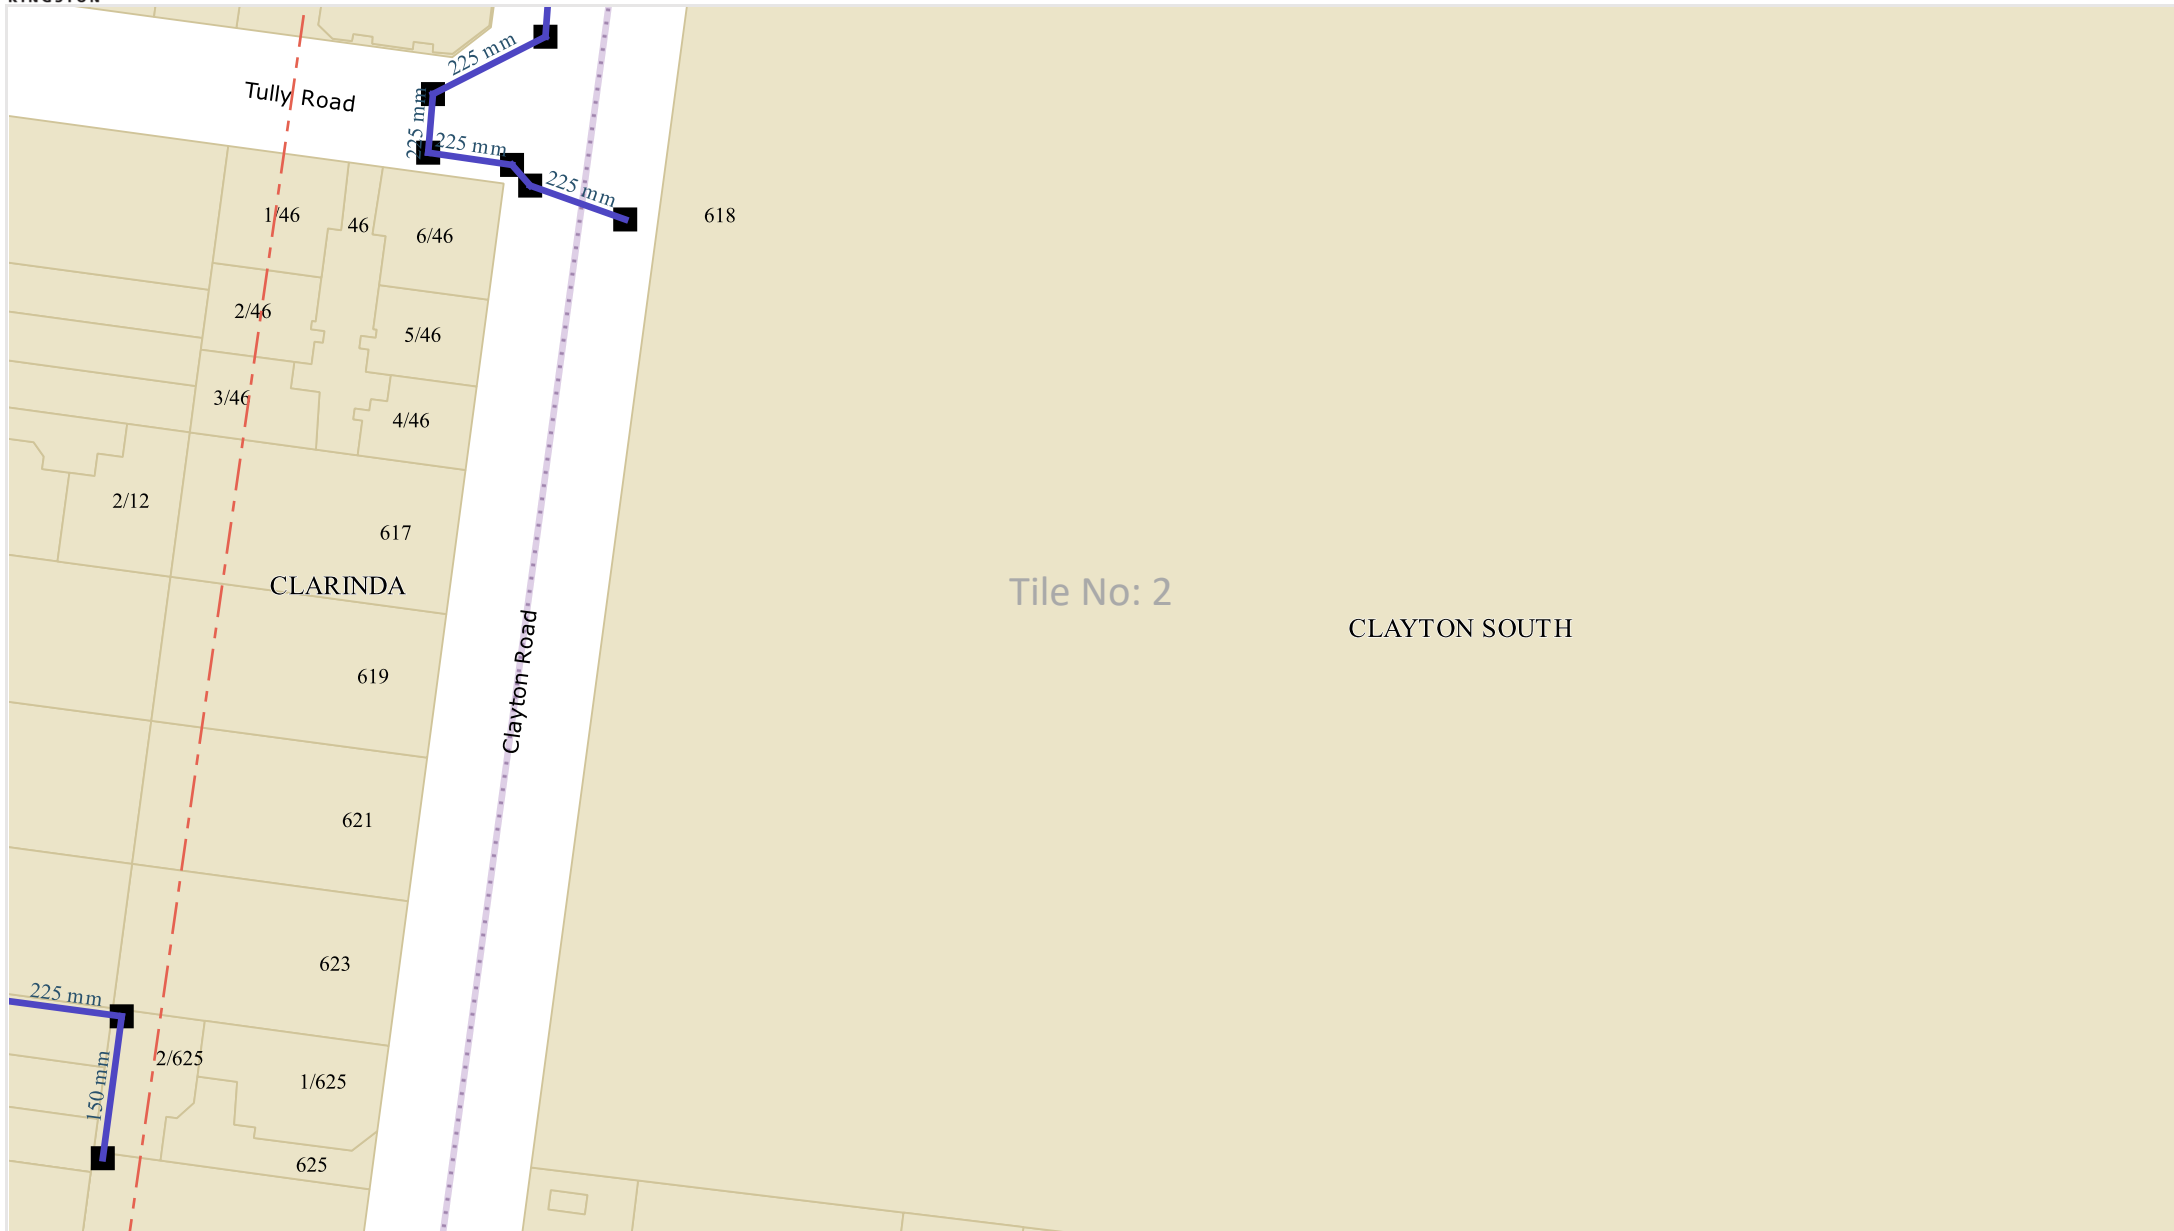 KINGSTON
225 mm
Tully Road
225 mm
225 mm
225 mm
1/46
46
6/46
618
2/46
5/46
3/46
4/46
2/12
617
CLARINDA
Tile No: 2
CLAYTON SOUTH
Clayton Road
619
621
623
225 mm
2/625
150 mm
1/625
625